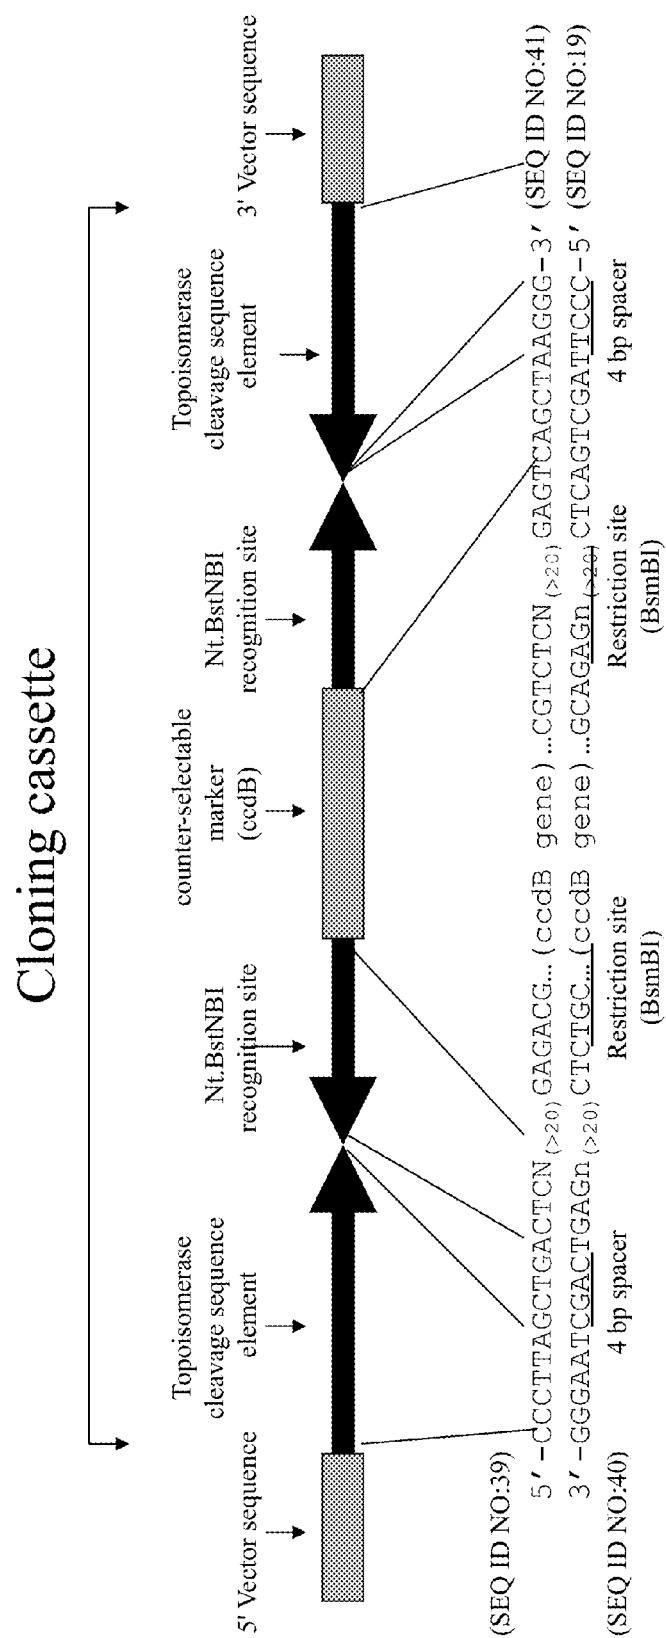 Cloning cassette
5' Vector sequence
Topoisomerase
cleavage sequence
element
Nt.BstNBI
recognition site
counter-selectable
marker
(ccdB)
Nt.BstNBI
recognition site
Topoisomerase
cleavage sequence
element
3' Vector sequence
(SEQ ID NO:39)
5'-CCCTTAGCTGACTCN(>20) GAGACG... (ccdB gene) ...CGTCTCN(>20) GAGTCAGCTAAGGG-3' (SEQ ID NO:41)
3'-GGGAATCGACTGAGn(>20) CTCTGC... (ccdB gene) ...GCAGAGn(>20) CTCAGTCGATTCCC-5' (SEQ ID NO:19)
(SEQ ID NO:40)
4 bp spacer
Restriction site
(BsmBI)
Restriction site
(BsmBI)
4 bp spacer